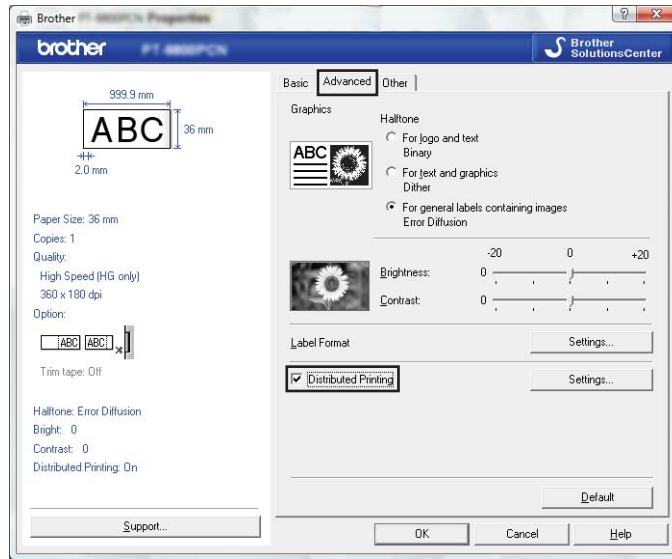 Brother Properties
brother
Brother
SolutionsCenter
999.9 mm
ABC
36 mm
2.0 mm
Paper Size: 36 mm
Copies: 1
Quality:
High Speed (HG only)
360 x 180 dpi
Option:
ABC ABC
Trim tape: Off
Halftone: Error Diffusion
Bright: 0
Contrast: 0
Distributed Printing: On
Support...
Basic Advanced Other
Graphics
ABC
Halftone
For logo and text
Binary
For text and graphics
Dither
For general labels containing images
Error Diffusion
-20 0 +20
Brightness: 0
Contrast: 0
Label Format Settings...
Distributed Printing Settings...
Default
OK Cancel Help